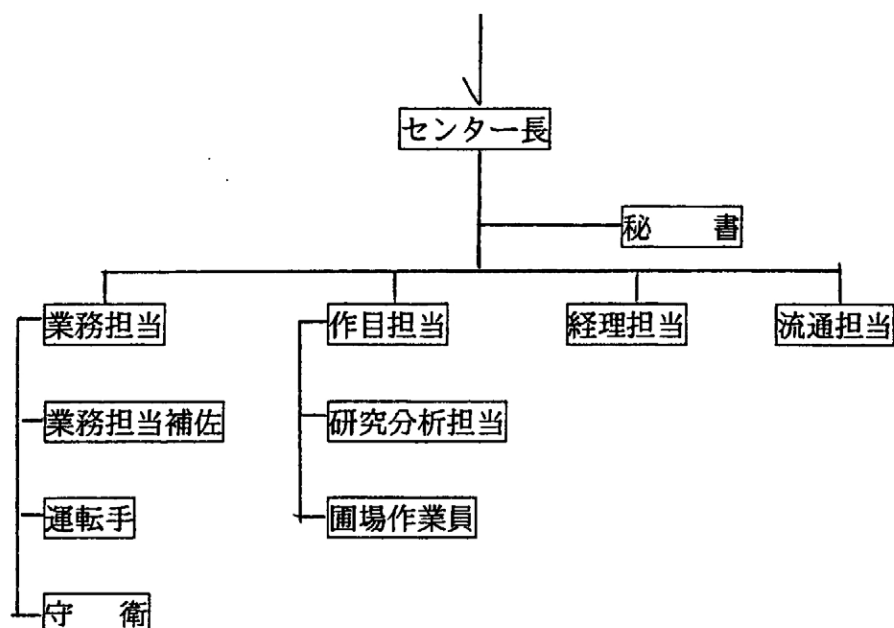 センター長
秘　書
業務担当
作目担当
経理担当
流通担当
業務担当補佐
研究分析担当
運転手
圃場作業員
守　衛